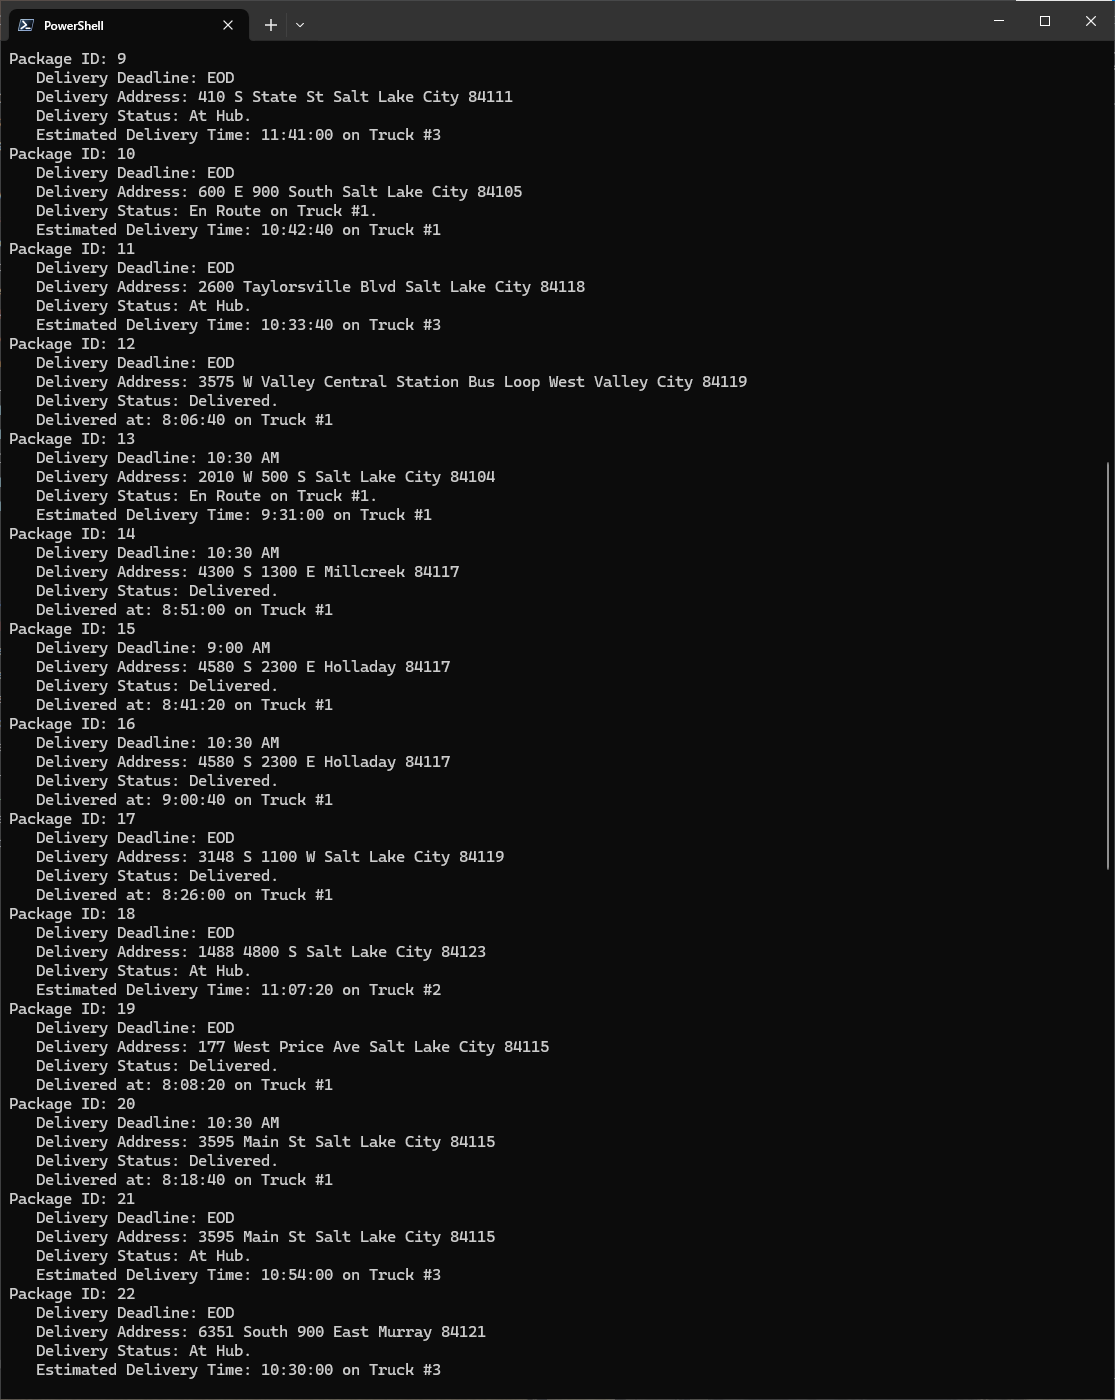 PowerShell
Package ID: 9
Delivery Deadline: EOD
Delivery Address: 410 S State St Salt Lake City 84111
Delivery Status: At Hub.
Estimated Delivery Time: 11:41:00 on Truck #3
Package ID: 10
Delivery Deadline: EOD
Delivery Address: 600 E 900 South Salt Lake City 84105
Delivery Status: En Route on Truck #1.
Estimated Delivery Time: 10:42:40 on Truck #1
Package ID: 11
Delivery Deadline: EOD
Delivery Address: 2600 Taylorsville Blvd Salt Lake City 84118
Delivery Status: At Hub.
Estimated Delivery Time: 10:33:40 on Truck #3
Package ID: 12
Delivery Deadline: EOD
Delivery Address: 3575 W Valley Central Station Bus Loop West Valley City 84119
Delivery Status: Delivered.
Delivered at: 8:06:40 on Truck #1
Package ID: 13
Delivery Deadline: 10:30 AM
Delivery Address: 2010 W 500 S Salt Lake City 84104
Delivery Status: En Route on Truck #1.
Estimated Delivery Time: 9:31:00 on Truck #1
Package ID: 14
Delivery Deadline: 10:30 AM
Delivery Address: 4300 S 1300 E Millcreek 84117
Delivery Status: Delivered.
Delivered at: 8:51:00 on Truck #1
Package ID: 15
Delivery Deadline: 9:00 AM
Delivery Address: 4580 S 2300 E Holladay 84117
Delivery Status: Delivered.
Delivered at: 8:41:20 on Truck #1
Package ID: 16
Delivery Deadline: 10:30 AM
Delivery Address: 4580 S 2300 E Holladay 84117
Delivery Status: Delivered.
Delivered at: 9:00:40 on Truck #1
Package ID: 17
Delivery Deadline: EOD
Delivery Address: 3148 S 1100 W Salt Lake City 84119
Delivery Status: Delivered.
Delivered at: 8:26:00 on Truck #1
Package ID: 18
Delivery Deadline: EOD
Delivery Address: 1488 4800 S Salt Lake City 84123
Delivery Status: At Hub.
Estimated Delivery Time: 11:07:20 on Truck #2
Package ID: 19
Delivery Deadline: EOD
Delivery Address: 177 West Price Ave Salt Lake City 84115
Delivery Status: Delivered.
Delivered at: 8:08:20 on Truck #1
Package ID: 20
Delivery Deadline: 10:30 AM
Delivery Address: 3595 Main St Salt Lake City 84115
Delivery Status: Delivered.
Delivered at: 8:18:40 on Truck #1
Package ID: 21
Delivery Deadline: EOD
Delivery Address: 3595 Main St Salt Lake City 84115
Delivery Status: At Hub.
Estimated Delivery Time: 10:54:00 on Truck #3
Package ID: 22
Delivery Deadline: EOD
Delivery Address: 6351 South 900 East Murray 84121
Delivery Status: At Hub.
Estimated Delivery Time: 10:30:00 on Truck #3